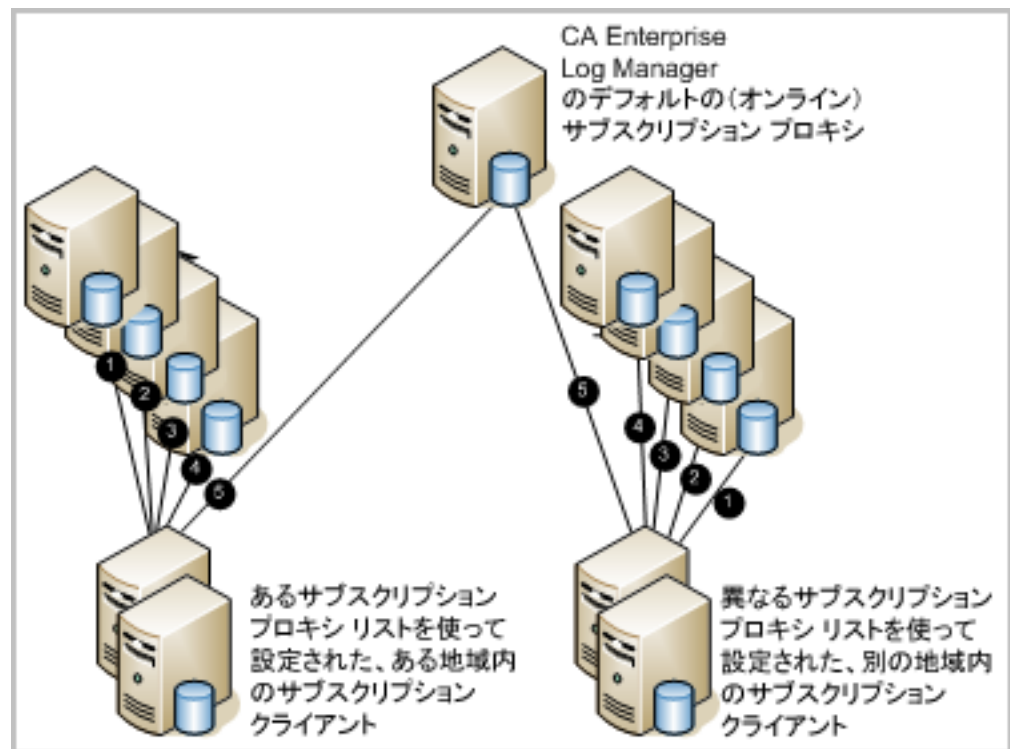 CA Enterprise
Log Manager
のデフォルトの(オンライン)
サブスクリプション プロキシ
1
2
3
4
5
5
4
3
2
1
あるサブスクリプション
プロキシ リストを使って
設定された、ある地域内
のサブスクリプション
クライアント
異なるサブスクリプション
プロキシ リストを使って
設定された、別の地域内
のサブスクリプション
クライアント